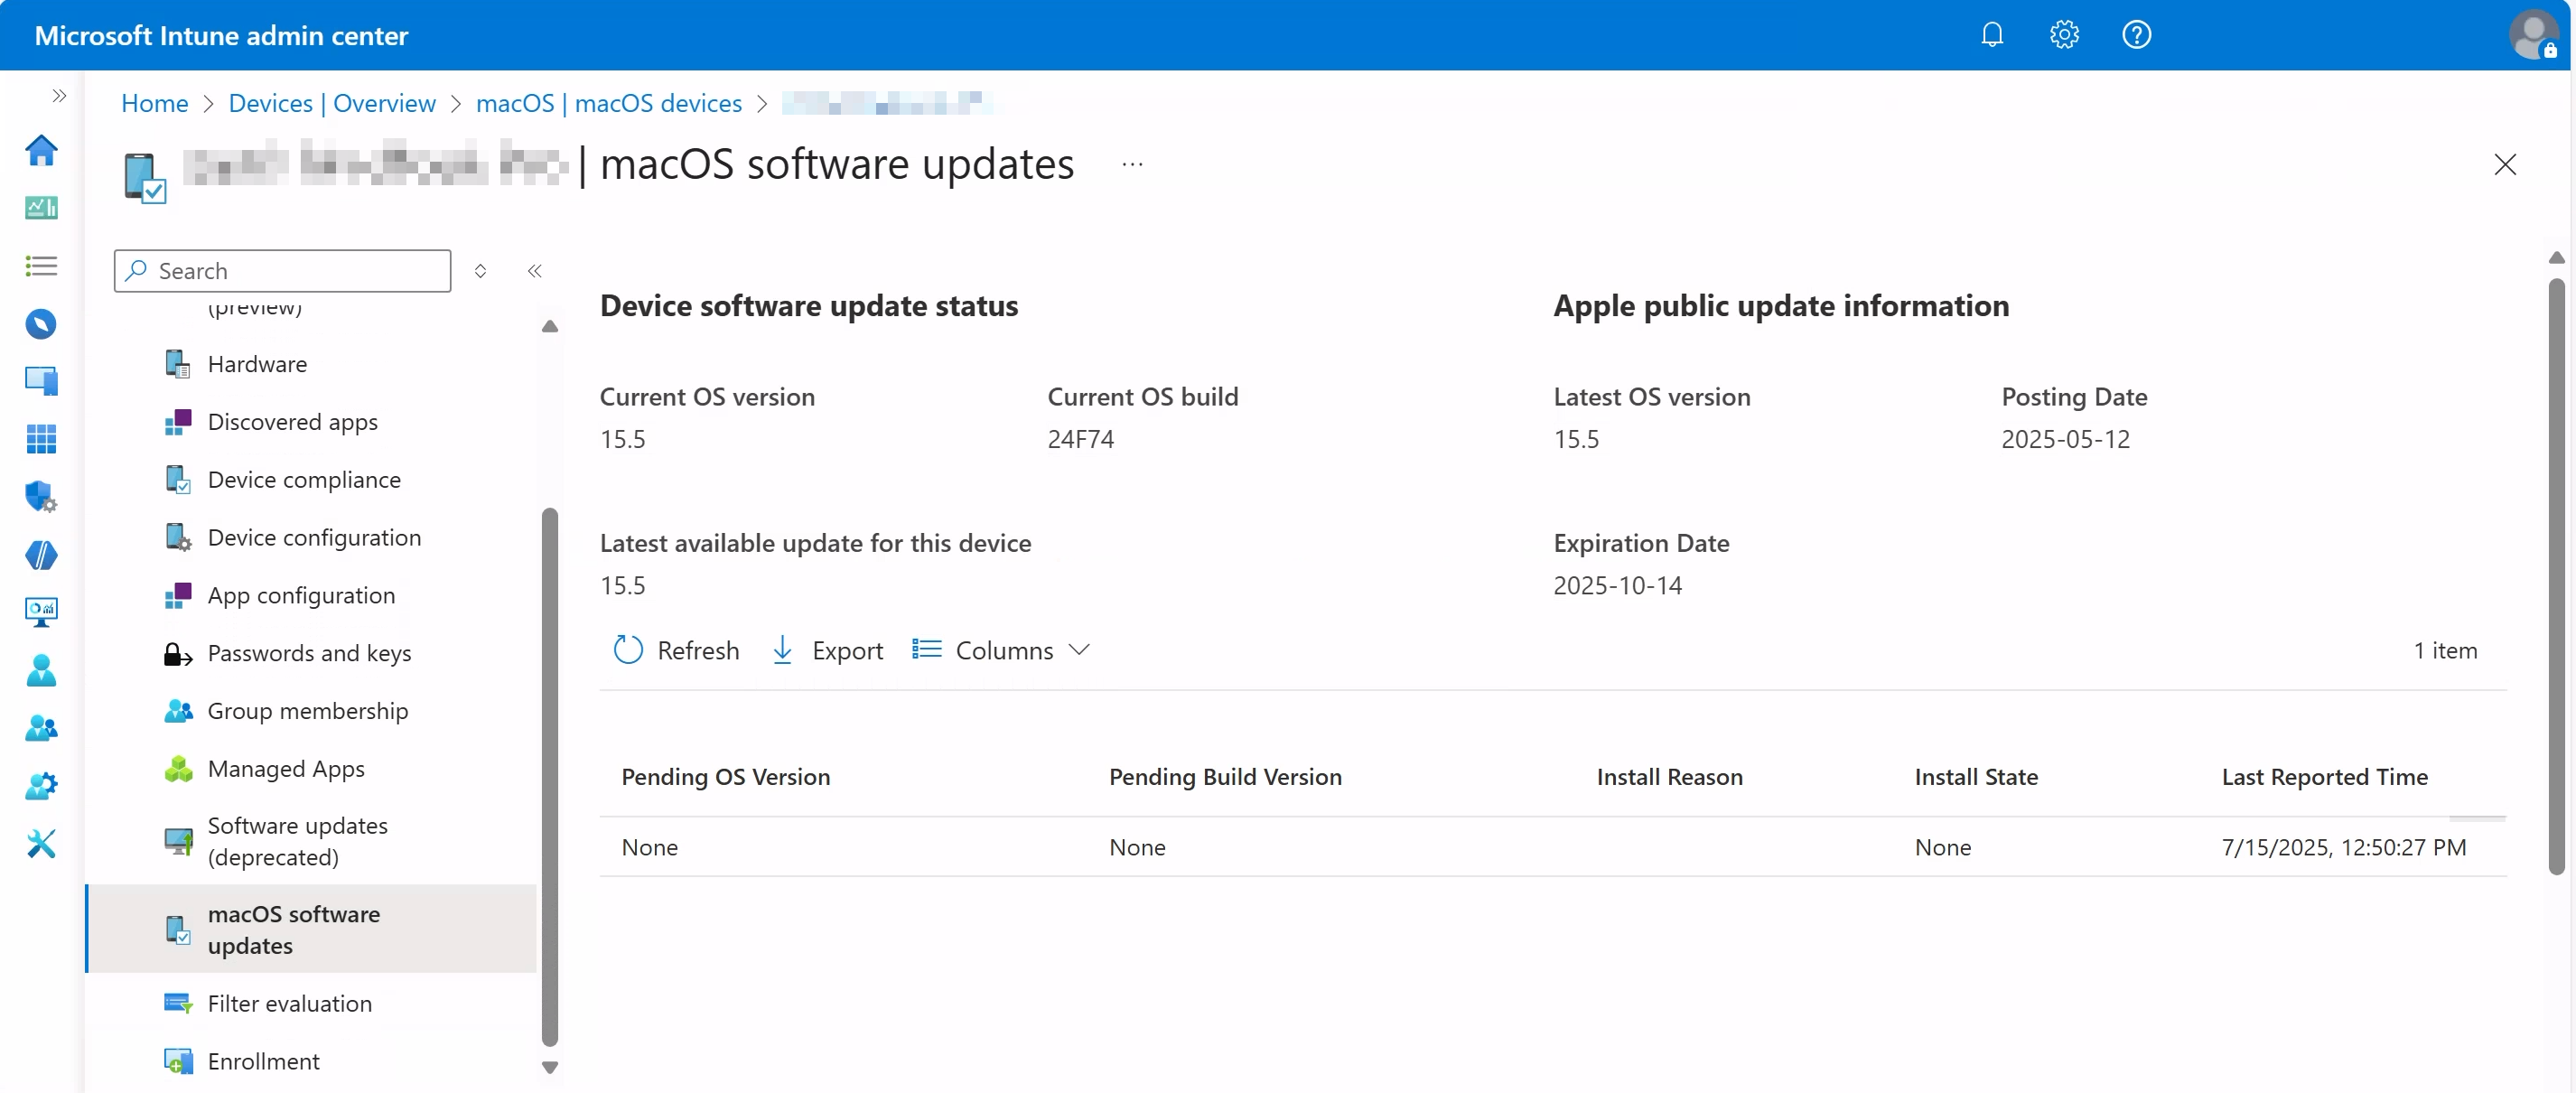 Microsoft Intune admin center
Home > Devices | Overview > macOS | macOS devices >
| macOS software updates ...
Search
(preview)
Hardware
Discovered apps
Device compliance
Device configuration
App configuration
Passwords and keys
Group membership
Managed Apps
Software updates
(deprecated)
macOS software
updates
Filter evaluation
Enrollment
Device software update status
Current OS version
15.5
Current OS build
24F74
Latest available update for this device
15.5
Apple public update information
Latest OS version
15.5
Posting Date
2025-05-12
Expiration Date
2025-10-14
Refresh Export Columns 1 item
Pending OS Version Pending Build Version Install Reason Install State Last Reported Time
None None None 7/15/2025, 12:50:27 PM